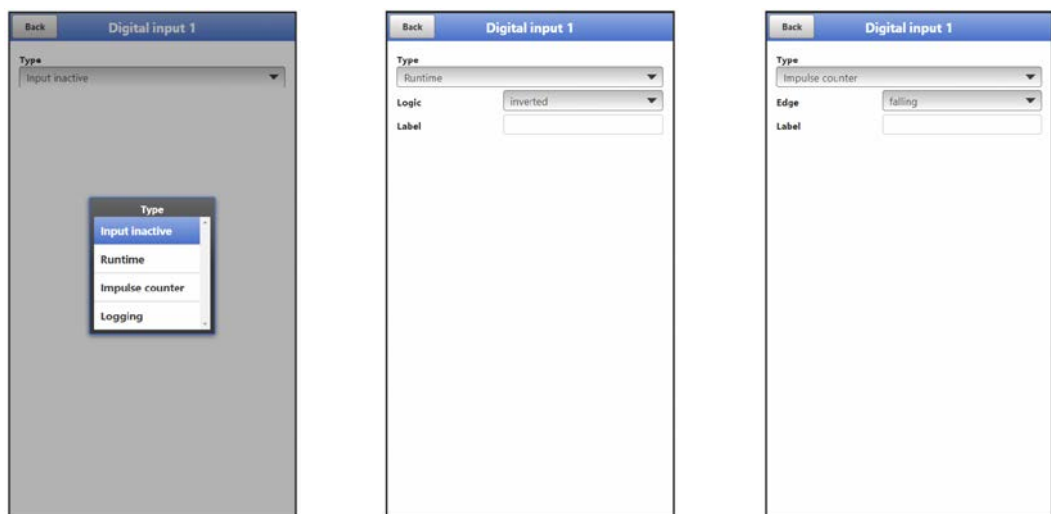 Back Digital input 1
Type
Input inactive
Type
Input inactive
Runtime
Impulse counter
Logging
Back Digital input 1
Type
Runtime
Logic inverted
Label
Back Digital input 1
Type
Impulse counter
Edge falling
Label